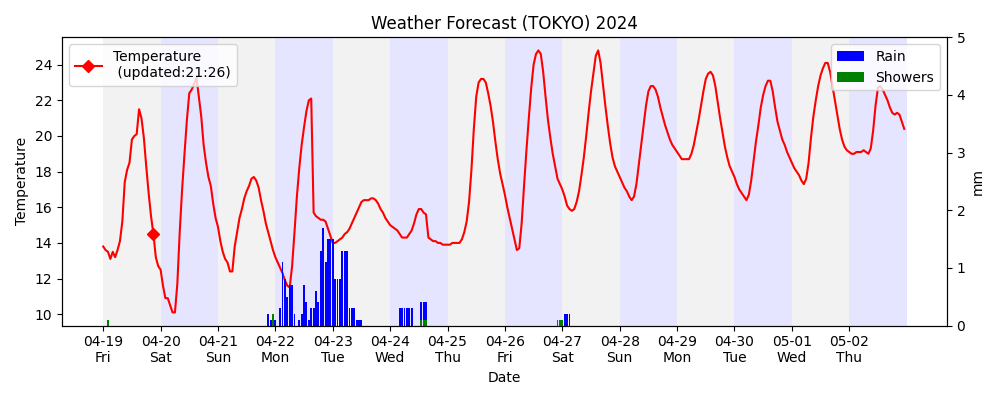 Weather Forecast (TOKYO) 2024
Temperature
(updated:21:26)
Rain
Showers
Temperature
24
22
20
18
16
14
12
10
5
4
3
2
1
0
mm
04-19 04-20 04-21 04-22 04-23 04-24 04-25 04-26 04-27 04-28 04-29 04-30 05-01 05-02
Fri Sat Sun Mon Tue Wed Thu Fri Sat Sun Mon Tue Wed Thu
Date